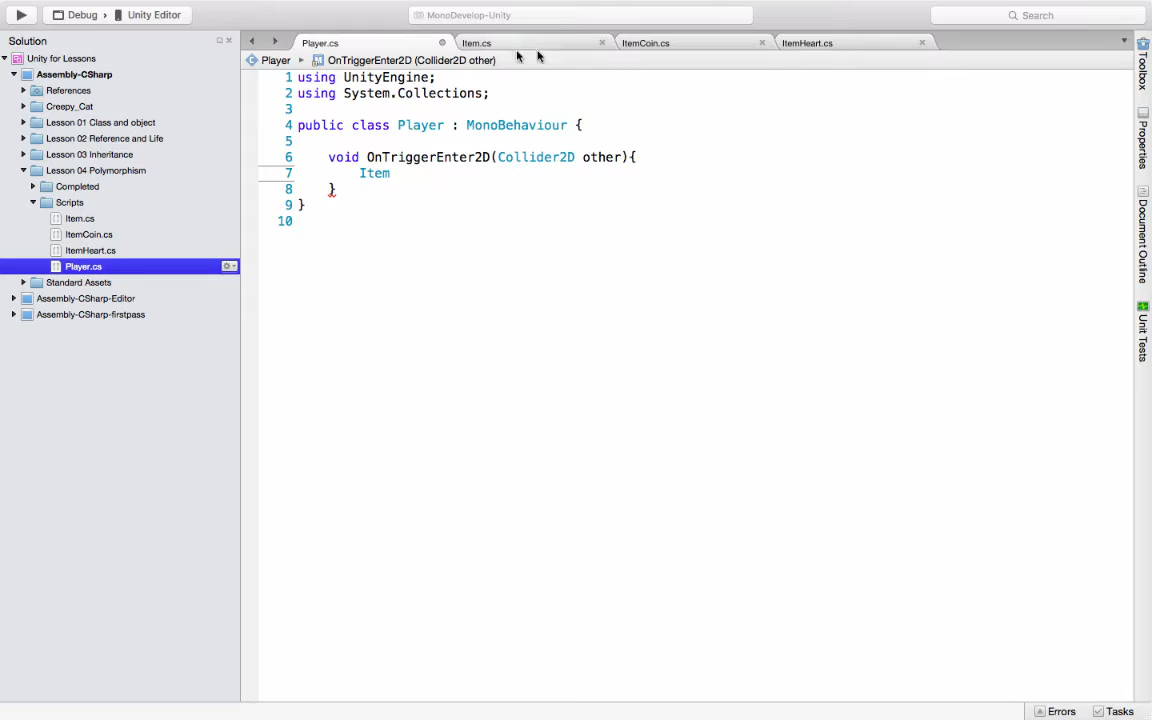 Debug › Unity Editor
MonoDevelop-Unity
Search
Solution
Player.cs
Item.cs
ItemCoin.cs
ItemHeart.cs
Player
OnTriggerEnter2D (Collider2D other)
Unity for Lessons
Assembly-CSharp
References
Creepy_Cat
Lesson 01 Class and object
Lesson 02 Reference and Life
Lesson 03 Inheritance
Lesson 04 Polymorphism
Completed
Scripts
Item.cs
ItemCoin.cs
ItemHeart.cs
Player.cs
Standard Assets
Assembly-CSharp-Editor
Assembly-CSharp-firstpass
1 using UnityEngine;
2 using System.Collections;
3
4 public class Player : MonoBehaviour {
5
6 void OnTriggerEnter2D(Collider2D other){
7 Item
8 }
9 }
10
Toolbox
Properties
Document Outline
Unit Tests
Errors
Tasks